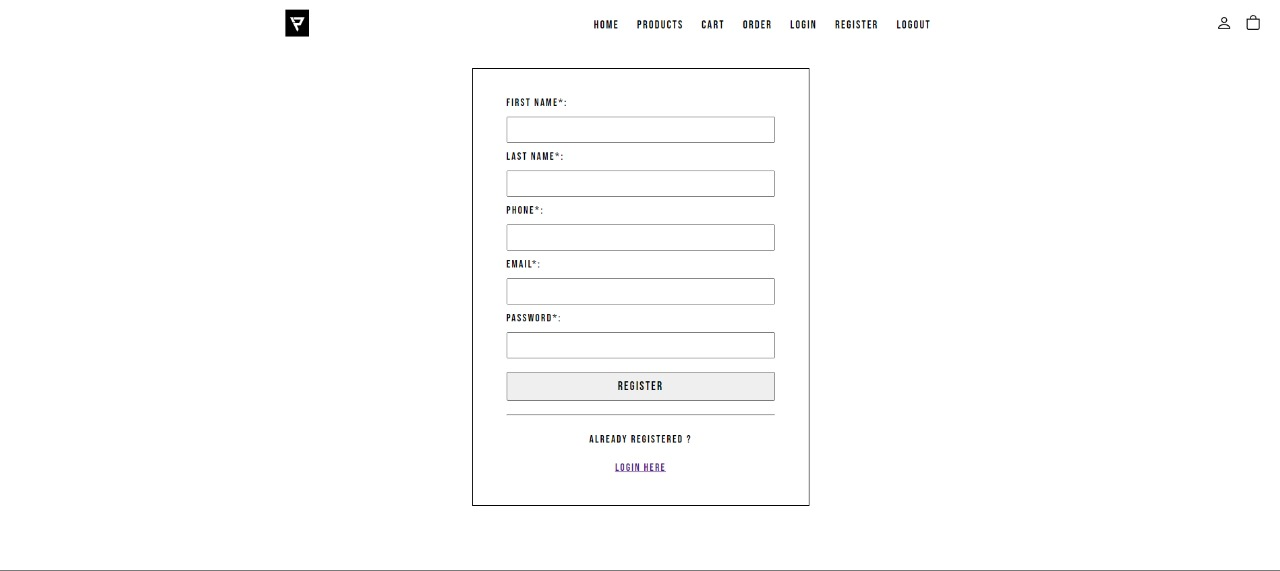 HOME PRODUCTS CART ORDER LOGIN REGISTER LOGOUT
FIRST NAME*:
LAST NAME*:
PHONE*:
EMAIL*:
PASSWORD*:
REGISTER
ALREADY REGISTERED ?
LOGIN HERE